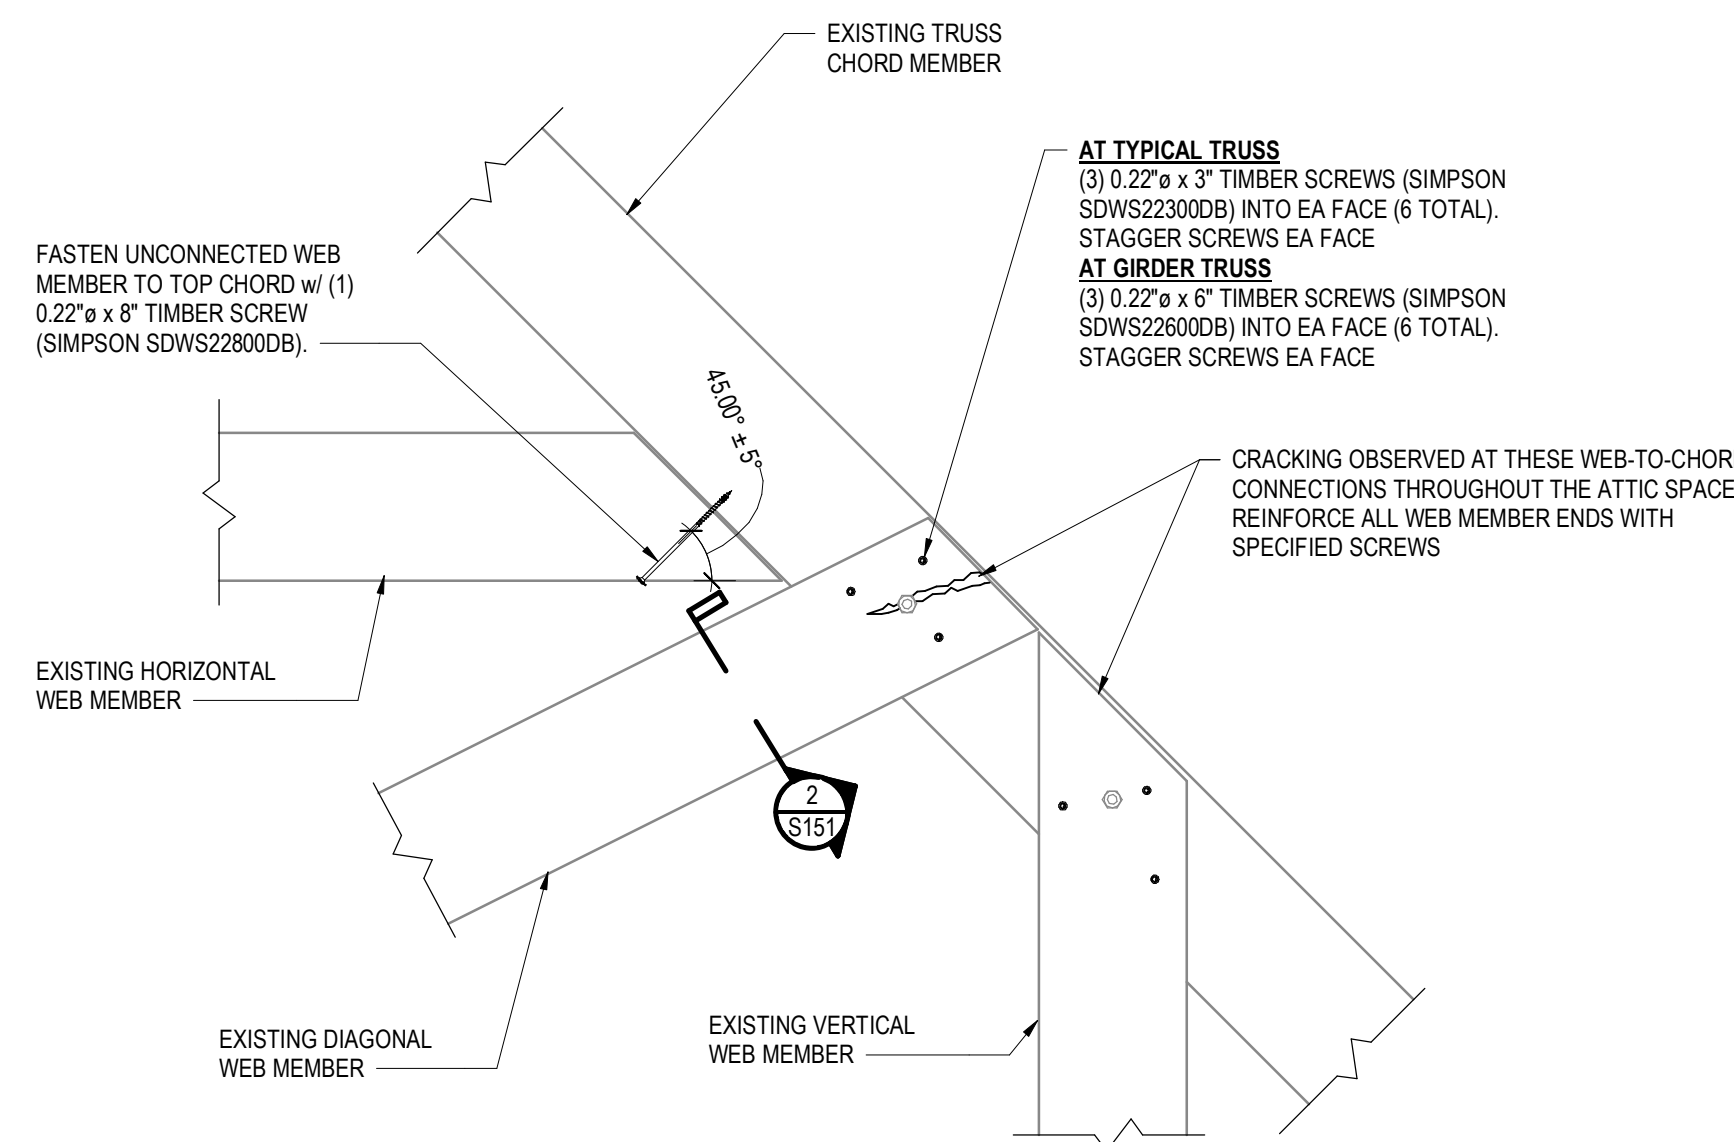 EXISTING TRUSS
CHORD MEMBER
AT TYPICAL TRUSS
(3) 0.22"ø x 3" TIMBER SCREWS (SIMPSON
SDWS22300DB) INTO EA FACE (6 TOTAL).
STAGGER SCREWS EA FACE
AT GIRDER TRUSS
(3) 0.22"ø x 6" TIMBER SCREWS (SIMPSON
SDWS22600DB) INTO EA FACE (6 TOTAL).
STAGGER SCREWS EA FACE
FASTEN UNCONNECTED WEB
MEMBER TO TOP CHORD w/ (1)
0.22"ø x 8" TIMBER SCREW
(SIMPSON SDWS22800DB).
45.00° ± 5°
CRACKING OBSERVED AT THESE WEB-TO-CHOR
CONNECTIONS THROUGHOUT THE ATTIC SPACE
REINFORCE ALL WEB MEMBER ENDS WITH
SPECIFIED SCREWS
EXISTING HORIZONTAL
WEB MEMBER
2
S151
EXISTING DIAGONAL
WEB MEMBER
EXISTING VERTICAL
WEB MEMBER